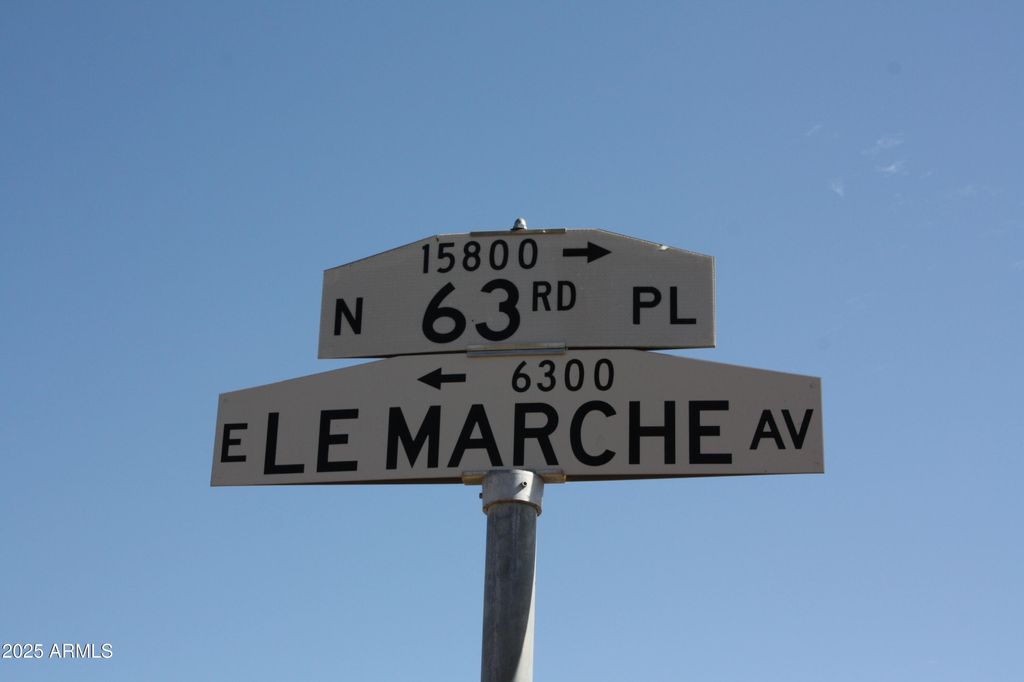 15800 →
N 63RD PL
← 6300
E LE MARCHE AV
2025 ARMLS